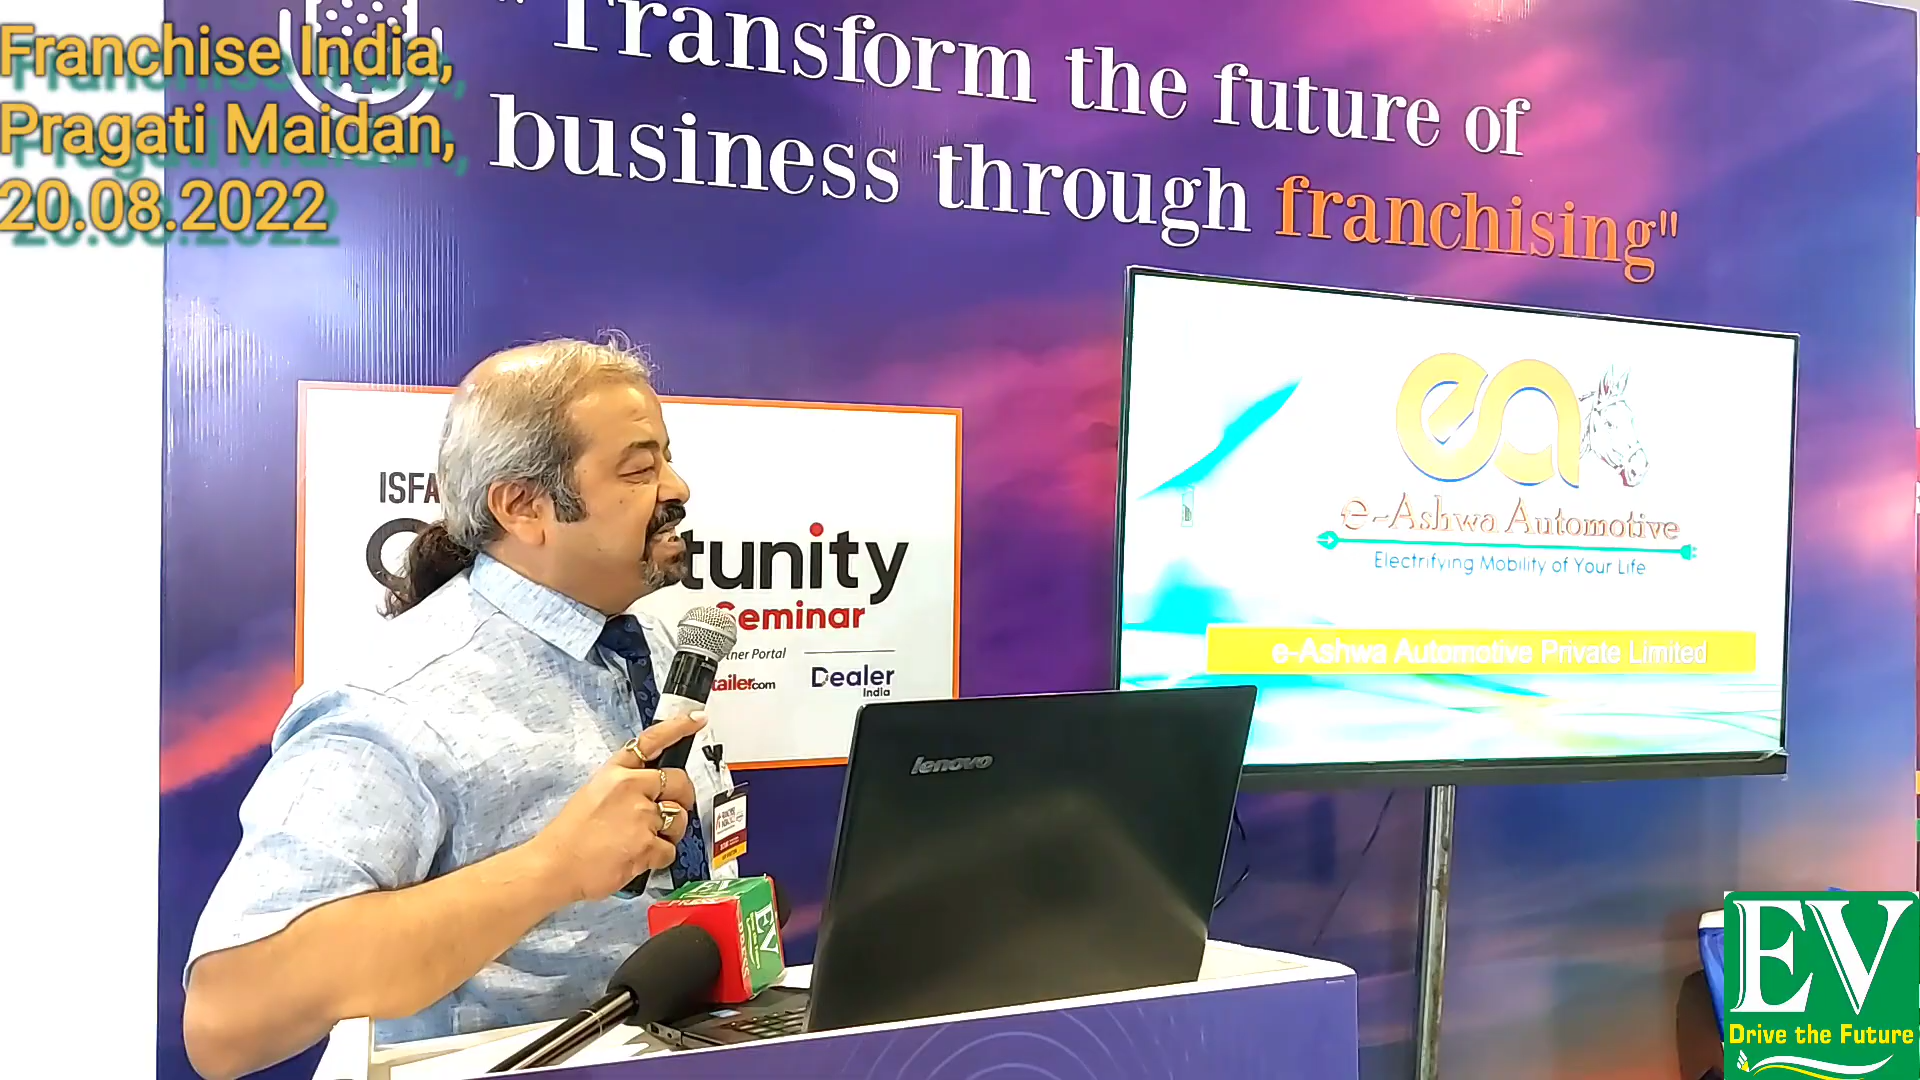 Franchise India,
Pragati Maidan,
20.08.2022
"Transform the future of
business through franchising"
ISFA
tunity
Seminar
Portal
tailer.com
Dealer
India
ea
e-Ashwa Automotive
Electrifying Mobility of Your Life
e-Ashwa Automotive Private Limited
lenovo
EV
EV
Drive the Future